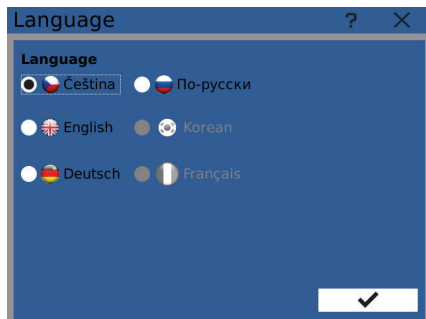 Language ?
Language
Čeština По-русски
English Korean
Deutsch Français